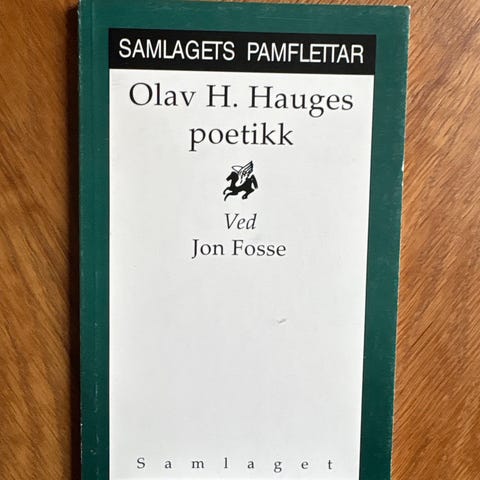 SAMLAGETS PAMFLETTAR
Olav H. Hauges
poetikk
Ved
Jon Fosse
Samlaget